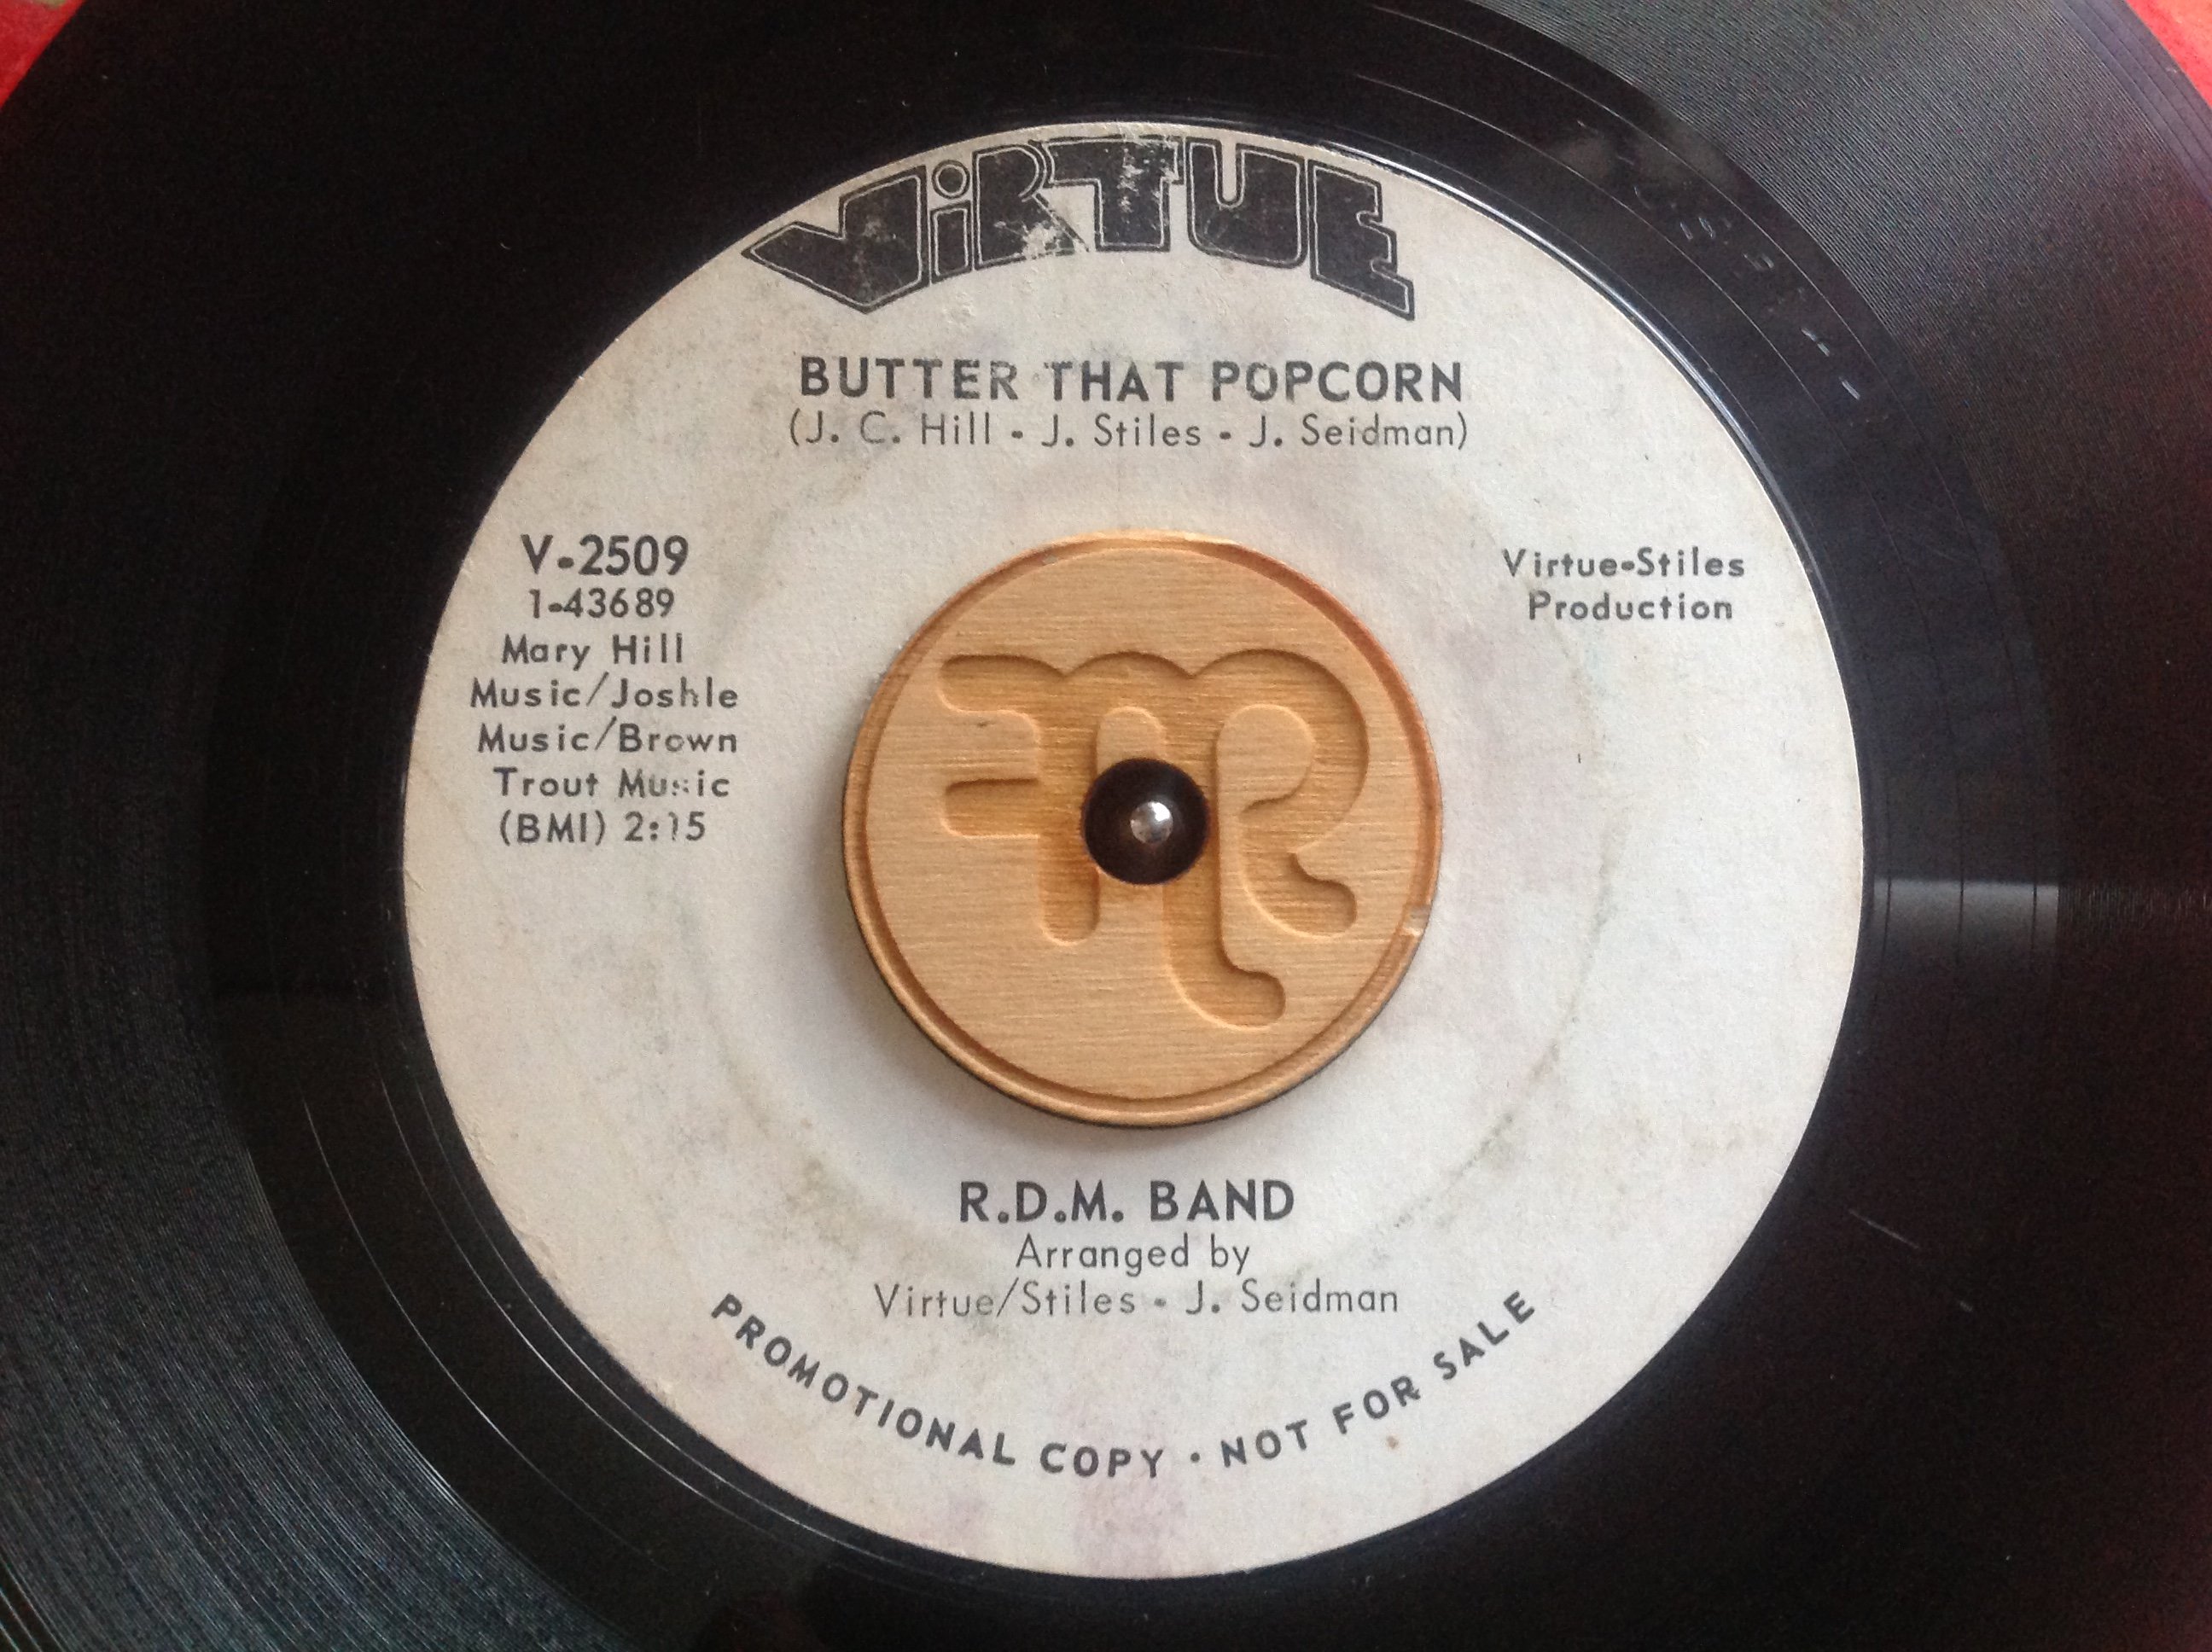 ViRTUE
BUTTER THAT POPCORN
(J. C. Hill - J. Stiles - J. Seidman)
V-2509
1-43689
Mary Hill
Music/Joshle
Music/Brown
Trout Music
(BMI) 2:15
Virtue-Stiles
Production
R.D.M. BAND
Arranged by
Virtue/Stiles - J. Seidman
PROMOTIONAL COPY · NOT FOR SALE